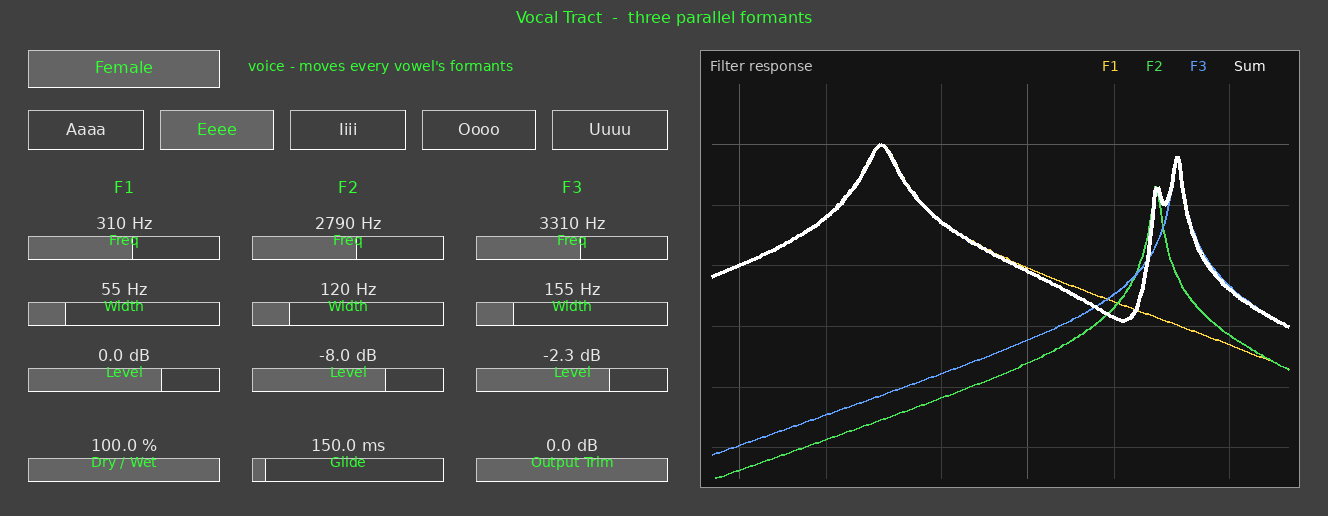 Vocal Tract - three parallel formants
Female
voice - moves every vowel's formants
Aaaa Eeee Iiii Oooo Uuuu
F1 F2 F3
310 Hz 2790 Hz 3310 Hz
Freq Freq Freq
55 Hz 120 Hz 155 Hz
Width Width Width
0.0 dB -8.0 dB -2.3 dB
Level Level Level
100.0 % 150.0 ms 0.0 dB
Dry / Wet Glide Output Trim
Filter response F1 F2 F3 Sum